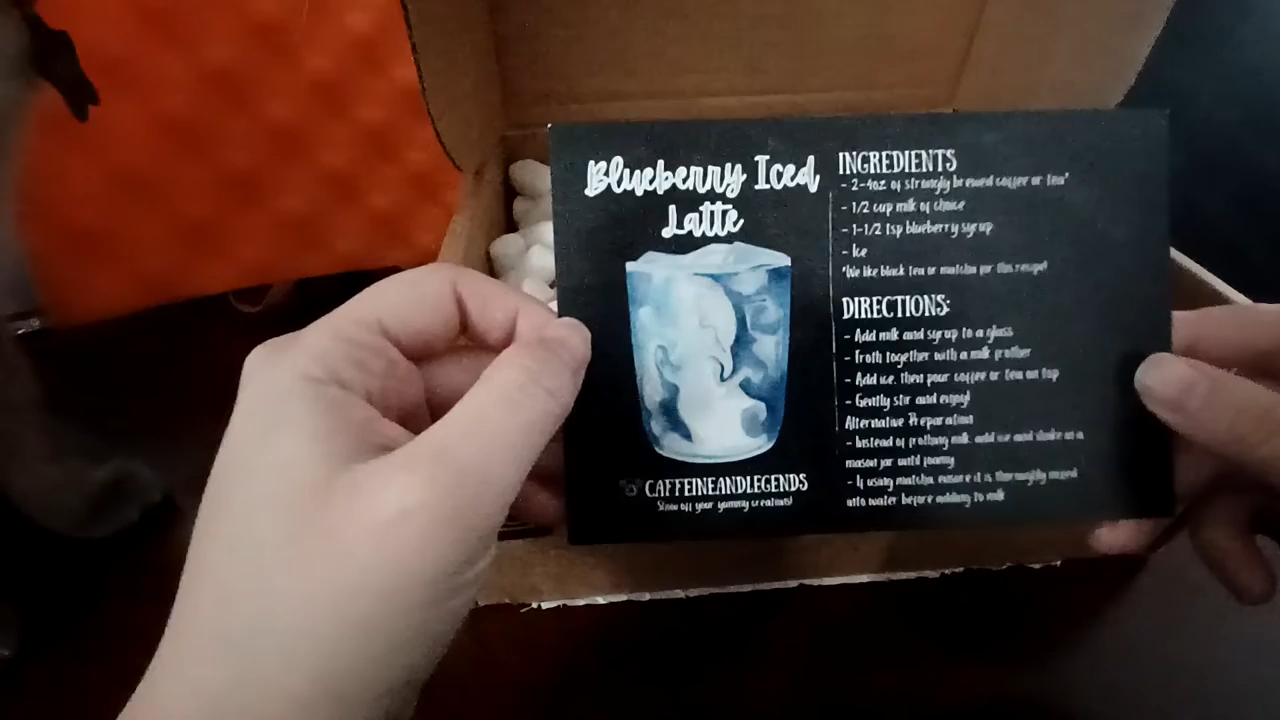 Blueberry Iced
Latte
CAFFEINEANDLEGENDS
Show off your yummy creations!
INGREDIENTS
- 2-4oz of strongly brewed coffee or tea*
- 1/2 cup milk of choice
- 1-1/2 tsp blueberry syrup
- Ice
*We like black tea or matcha for this recipe!
DIRECTIONS:
- Add milk and syrup to a glass
- Froth together with a milk frother
- Add ice, then pour coffee or tea on top
- Gently stir and enjoy!
Alternative Preparation
- Instead of frothing milk, add ice and shake in a
mason jar until foamy
- If using matcha, ensure it is thoroughly mixed
into water before adding to milk